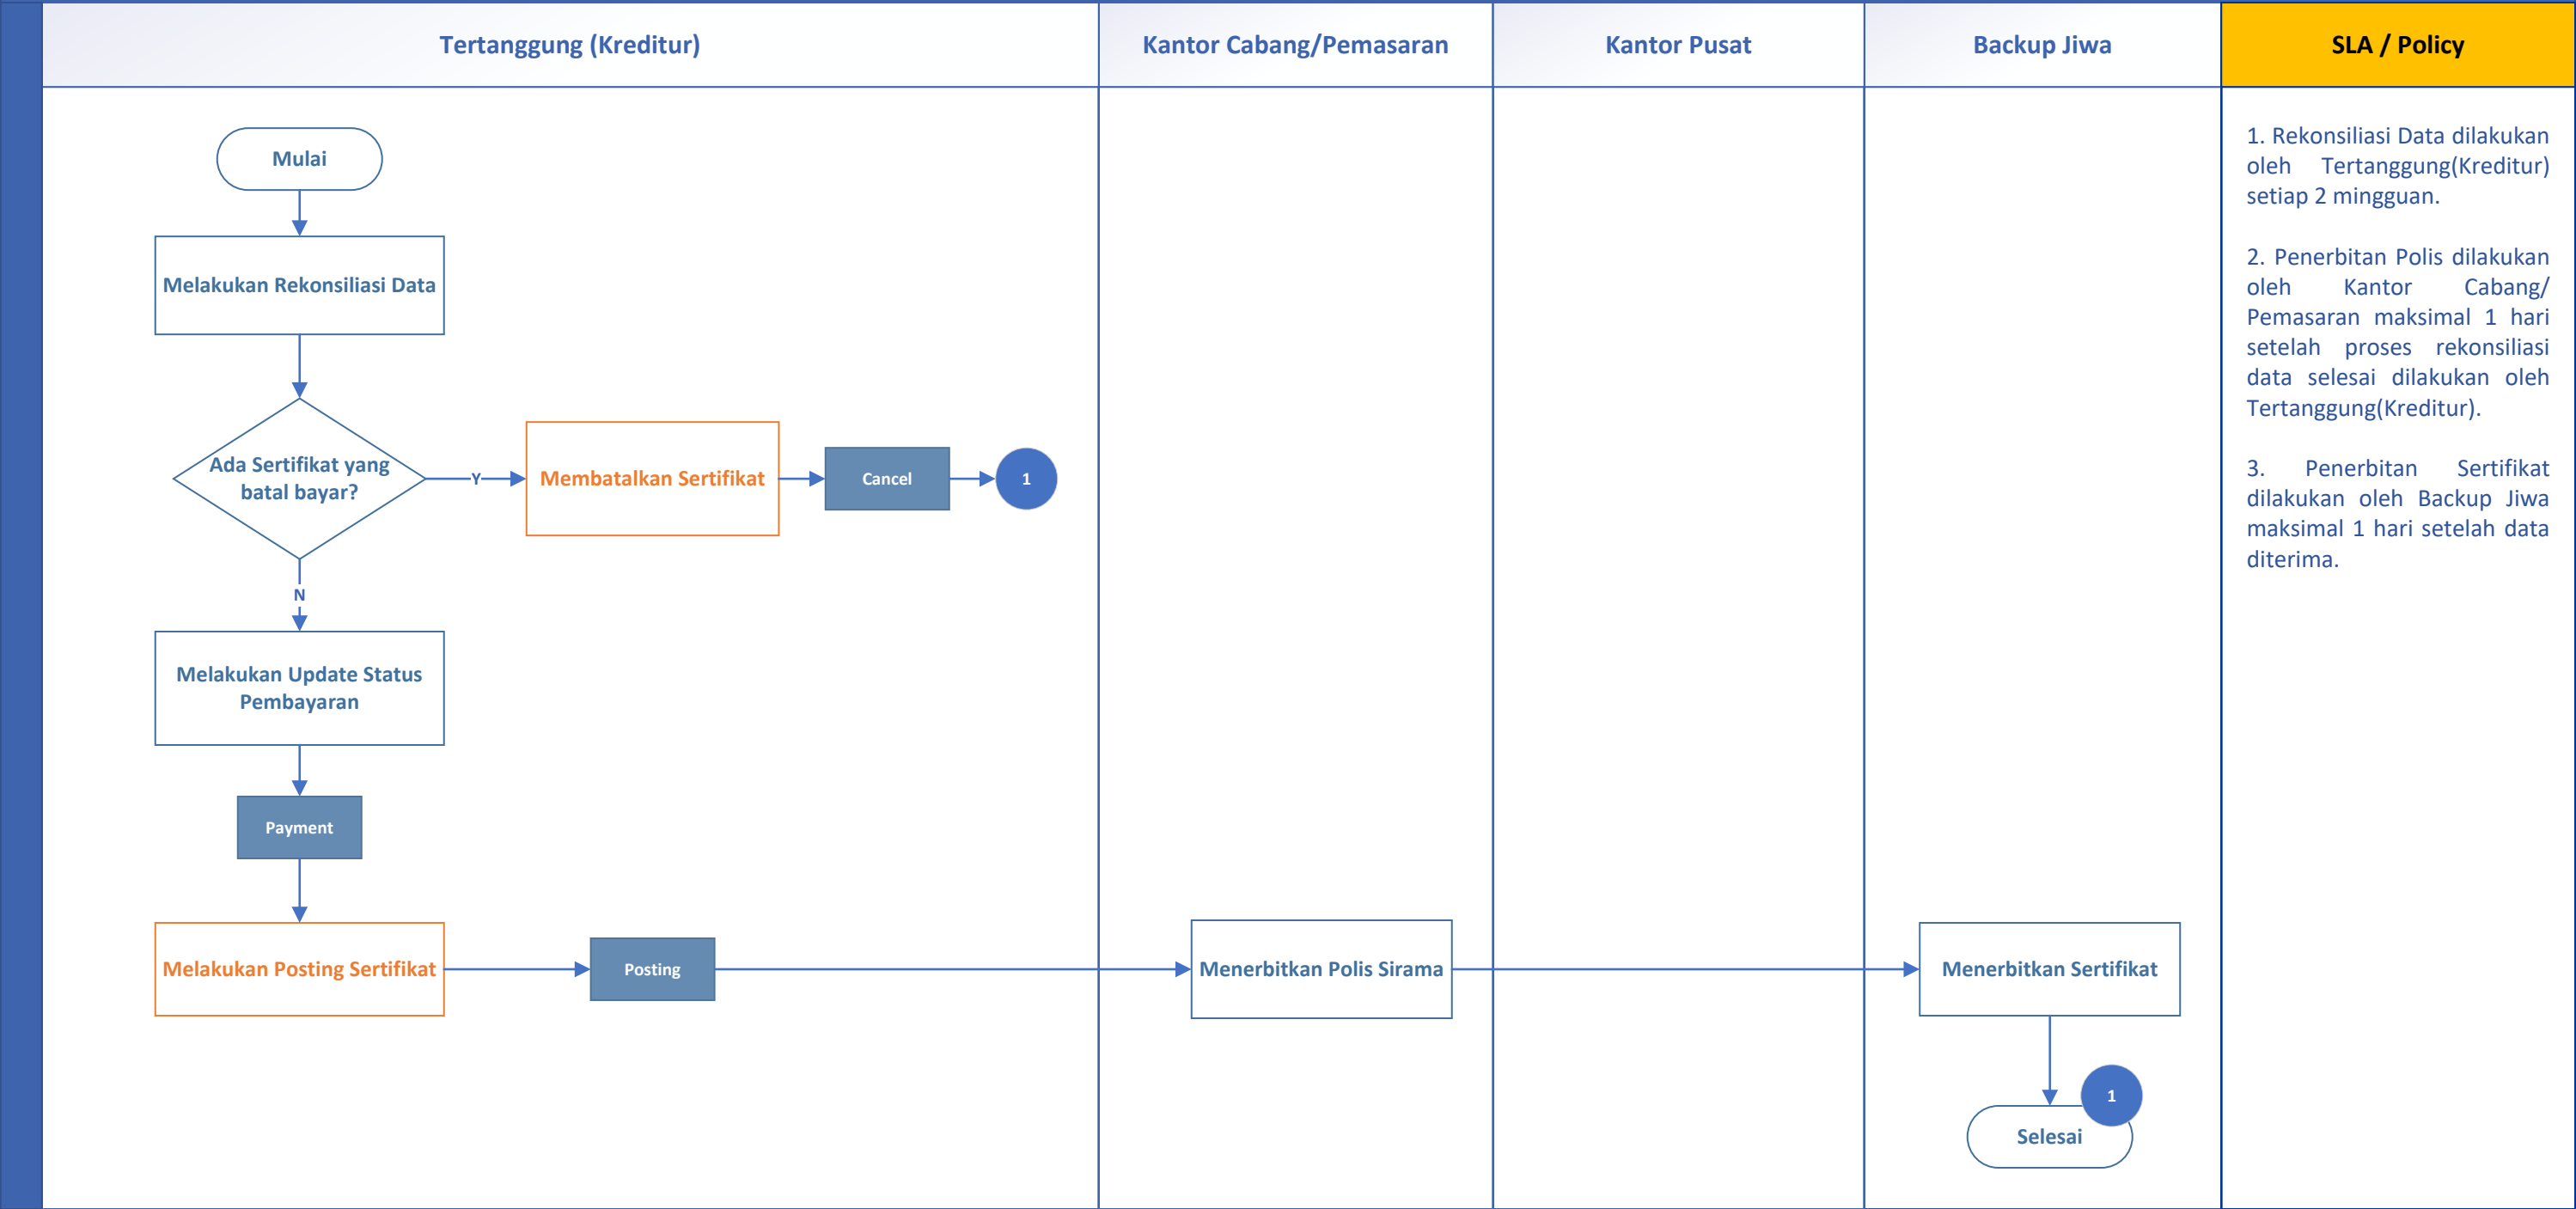 Tertanggung (Kreditur)
Kantor Cabang/Pemasaran
Kantor Pusat
Backup Jiwa
SLA / Policy
Mulai
Melakukan Rekonsiliasi Data
Ada Sertifikat yang
batal bayar?
Y
Membatalkan Sertifikat
Cancel
1
N
Melakukan Update Status
Pembayaran
Payment
Melakukan Posting Sertifikat
Posting
Menerbitkan Polis Sirama
Menerbitkan Sertifikat
1
Selesai
1. Rekonsiliasi Data dilakukan
oleh Tertanggung(Kreditur)
setiap 2 mingguan.
2. Penerbitan Polis dilakukan
oleh Kantor Cabang/
Pemasaran maksimal 1 hari
setelah proses rekonsiliasi
data selesai dilakukan oleh
Tertanggung(Kreditur).
3. Penerbitan Sertifikat
dilakukan oleh Backup Jiwa
maksimal 1 hari setelah data
diterima.